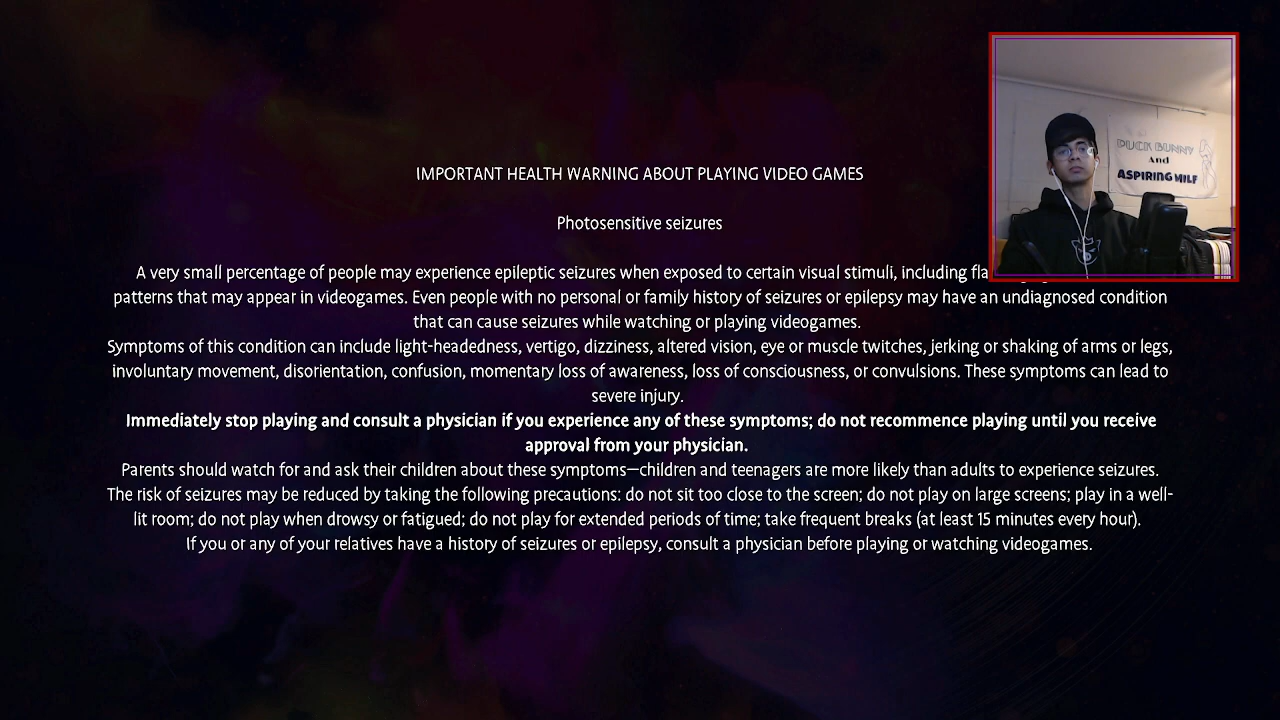 IMPORTANT HEALTH WARNING ABOUT PLAYING VIDEO GAMES
Photosensitive seizures
A very small percentage of people may experience epileptic seizures when exposed to certain visual stimuli, including
patterns that may appear in videogames. Even people with no personal or family history of seizures or epilepsy may have an undiagnosed condition
that can cause seizures while watching or playing videogames.
Symptoms of this condition can include light-headedness, vertigo, dizziness, altered vision, eye or muscle twitches, jerking or shaking of arms or legs,
involuntary movement, disorientation, confusion, momentary loss of awareness, loss of consciousness, or convulsions. These symptoms can lead to
severe injury.
Immediately stop playing and consult a physician if you experience any of these symptoms; do not recommence playing until you receive
approval from your physician.
Parents should watch for and ask their children about these symptoms—children and teenagers are more likely than adults to experience seizures.
The risk of seizures may be reduced by taking the following precautions: do not sit too close to the screen; do not play on large screens; play in a well-
lit room; do not play when drowsy or fatigued; do not play for extended periods of time; take frequent breaks (at least 15 minutes every hour).
If you or any of your relatives have a history of seizures or epilepsy, consult a physician before playing or watching videogames.
BUNNY
And
ASPIRING MILF